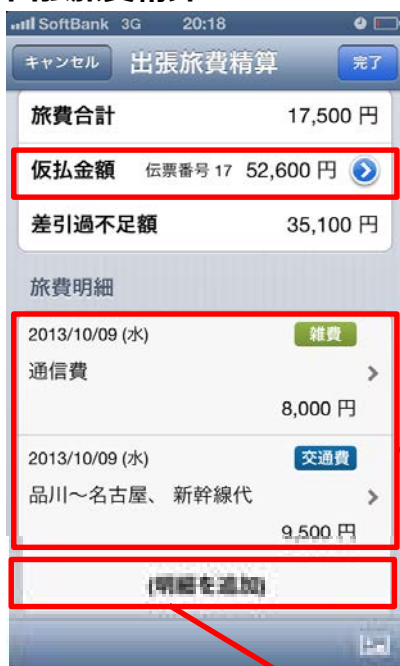 SoftBank 3G 20:18
キャンセル 出張旅費精算 完了
旅費合計 17,500 円
仮払金額 伝票番号 17 52,600 円
差引過不足額 35,100 円
旅費明細
2013/10/09 (水) 雑費
通信費
8,000 円
2013/10/09 (水) 交通費
品川～名古屋、 新幹線代
9,500 円
(明細を追加)